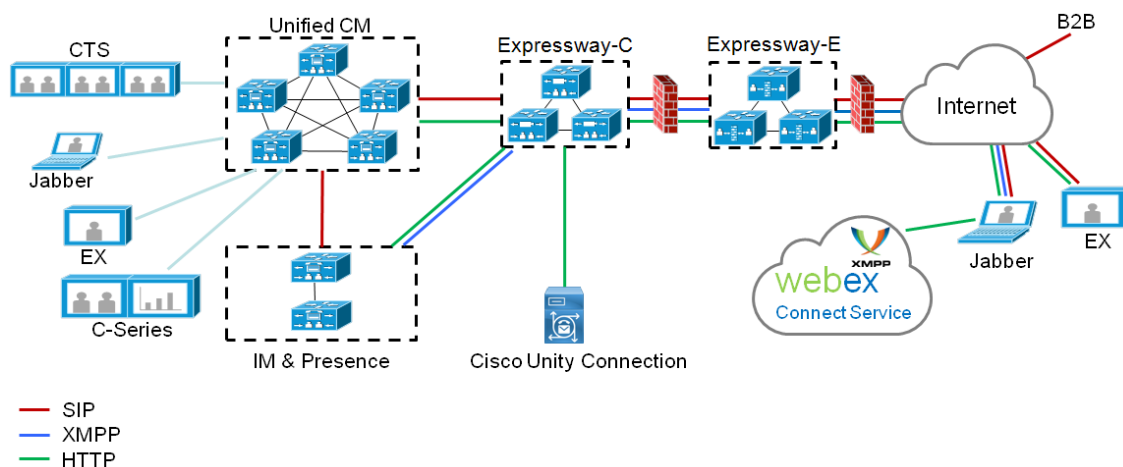 Unified CM
B2B
CTS
Expressway-C
Expressway-E
Internet
Jabber
EX
EX
Jabber
XMPP
webex
Connect Service
C-Series
IM & Presence
Cisco Unity Connection
SIP
XMPP
HTTP